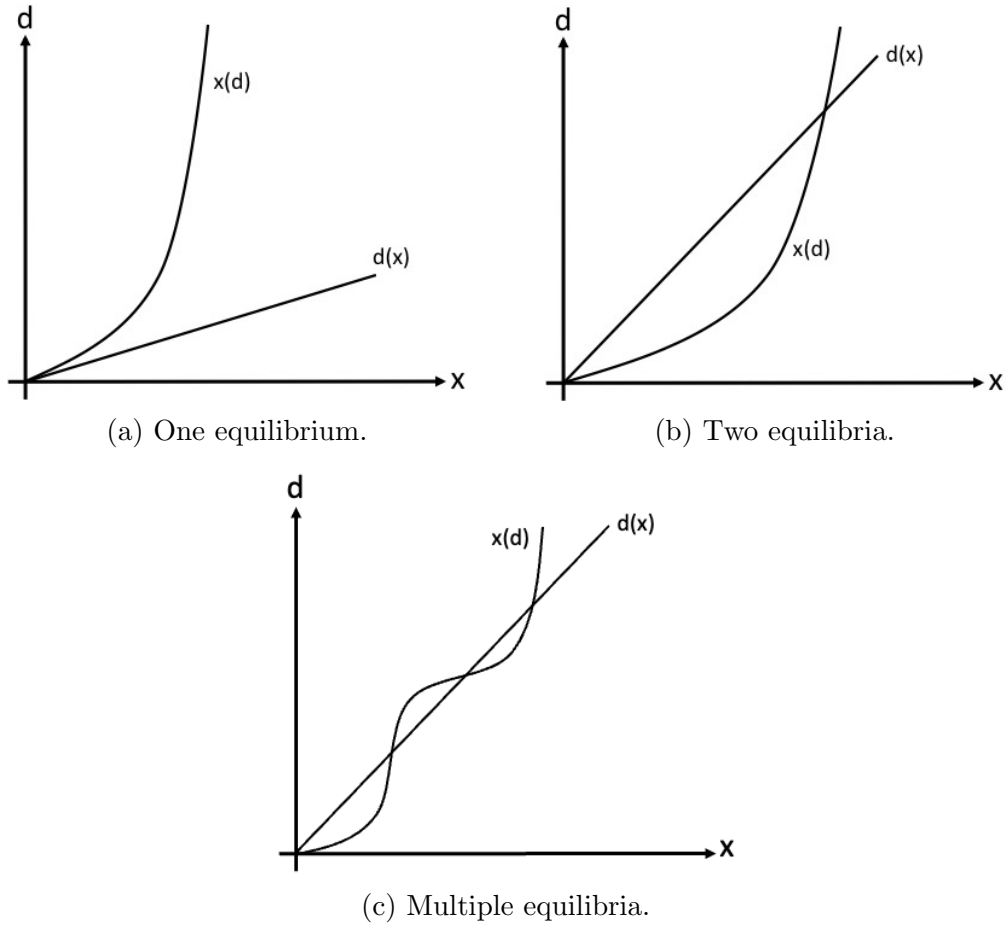 d
x(d)
d(x)
x
(a) One equilibrium.
d
d(x)
x(d)
x
(b) Two equilibria.
d
x(d)
d(x)
x
(c) Multiple equilibria.